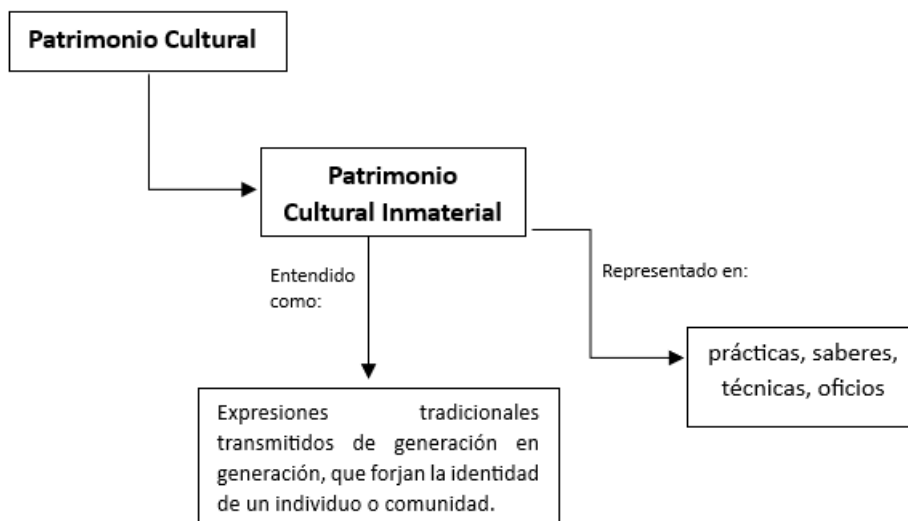 Patrimonio Cultural
Patrimonio
Cultural Inmaterial
Entendido
como:
Representado en:
prácticas, saberes,
técnicas, oficios
Expresiones tradicionales
transmitidos de generación en
generación, que forjan la identidad
de un individuo o comunidad.